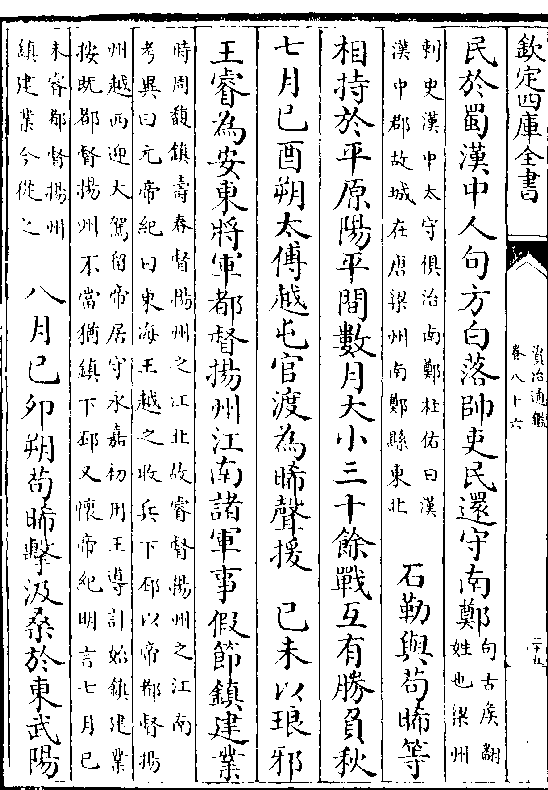 欽定四庫全書
資治通鑑
卷八十六
二十五
民於蜀漢中人句方白落帥吏民還守南鄭句古矦翻
姓也梁州
刺史漢中太守俱治南鄭杜佑曰漢
漢中郡故城在唐梁州南鄭縣東北
石勒與茍晞等
相持於平原陽平間數月大小三十餘戰互有勝負秋
七月已酉朔太傅越屯官渡為晞聲援 已未以琅邪
王睿為安東將軍都督揚州江南諸軍事假節鎮建業
時周馥鎮壽春督揚州之江北故睿督揚州之江南
考異曰元帝紀曰東海王越之收兵下邳以帝都督揚
州越西迎大駕留帝居守永嘉初用王導計始鎮建業
按既都督揚州不當猶鎮下邳又懷帝紀明言七月已
未睿都督揚州
鎮建業今從之
八月已卯朔茍晞擊汲桑於東武陽